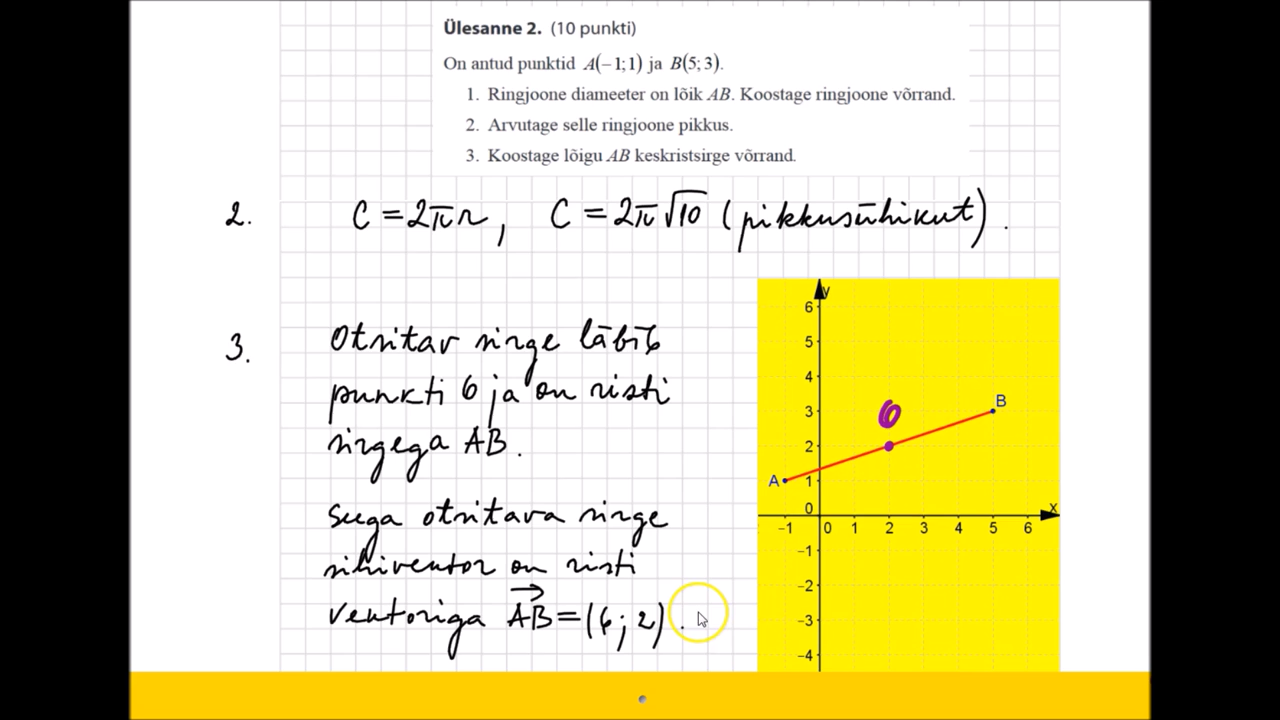 Ülesanne 2. (10 punkti)
On antud punktid A(−1;1) ja B(5;3).
1. Ringjoone diameeter on lõik AB. Koostage ringjoone võrrand.
2. Arvutage selle ringjoone pikkus.
3. Koostage lõigu AB keskristsirge võrrand.
2. C = 2πr, C = 2π√10 (pikkusühikut).
3. Otsitav sirge läbib
punkti O ja on risti
sirgega AB.
Seega otsitava sirge
sihivektor on risti
vektoriga AB⃗ = (6; 2).
y
6
5
4
3
2
1
0
−1
−2
−3
−4
−1 0 1 2 3 4 5 6
x
A
B
O